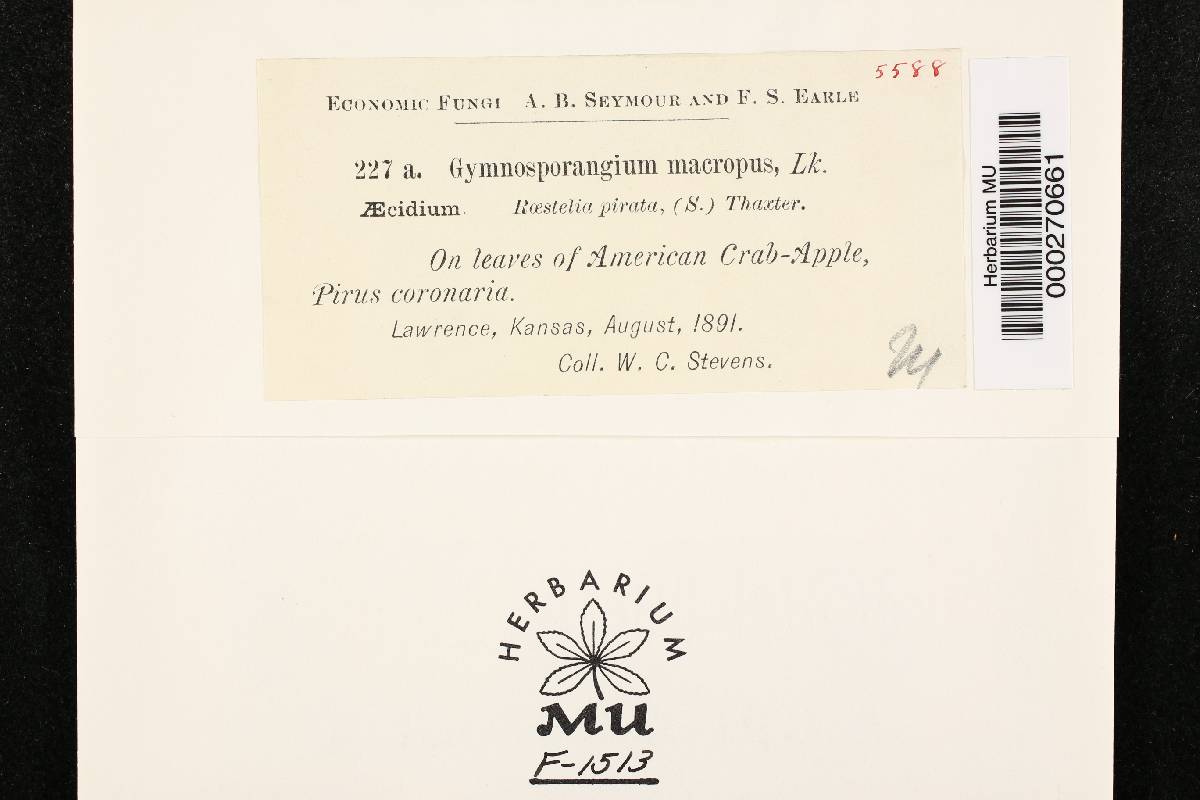 5588
Economic Fungi A. B. Seymour and F. S. Earle
227 a. Gymnosporangium macropus, Lk.
Æcidium. Rœstelia pirata, (S.) Thaxter.
On leaves of American Crab-Apple,
Pirus coronaria.
Lawrence, Kansas, August, 1891.
Coll. W. C. Stevens.
Herbarium MU
000270661
HERBARIUM
MU
F-1513